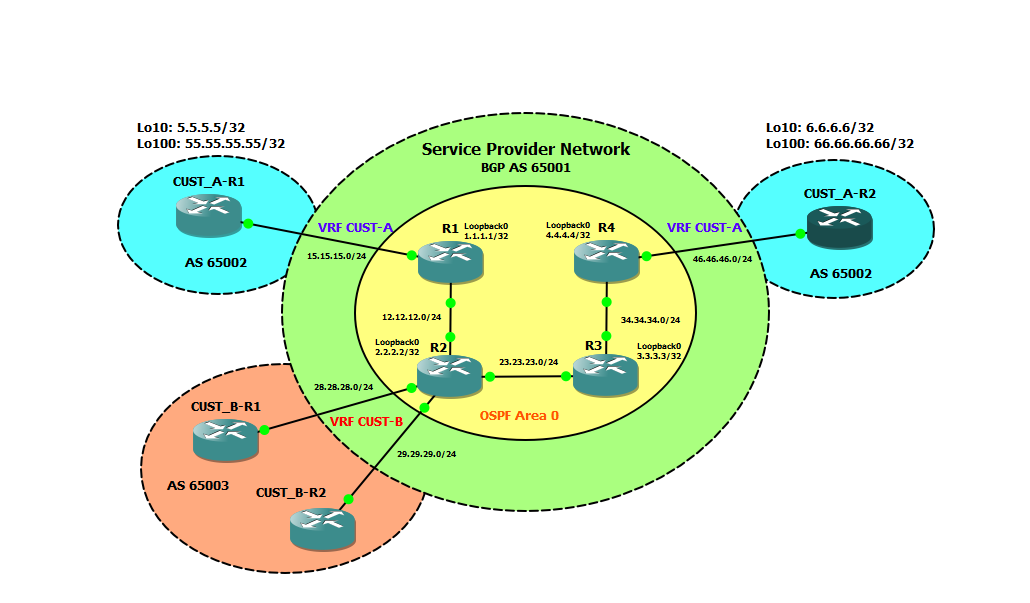 Lo10: 5.5.5.5/32
Lo100: 55.55.55.55/32
Lo10: 6.6.6.6/32
Lo100: 66.66.66.66/32
Service Provider Network
BGP AS 65001
CUST_A-R1
CUST_A-R2
VRF CUST-A
R1
Loopback0
1.1.1.1/32
Loopback0
4.4.4.4/32
R4
VRF CUST-A
AS 65002
15.15.15.0/24
46.46.46.0/24
AS 65002
12.12.12.0/24
34.34.34.0/24
Loopback0
2.2.2.2/32
R2
R3
Loopback0
3.3.3.3/32
23.23.23.0/24
28.28.28.0/24
CUST_B-R1
VRF CUST-B
OSPF Area 0
29.29.29.0/24
AS 65003
CUST_B-R2